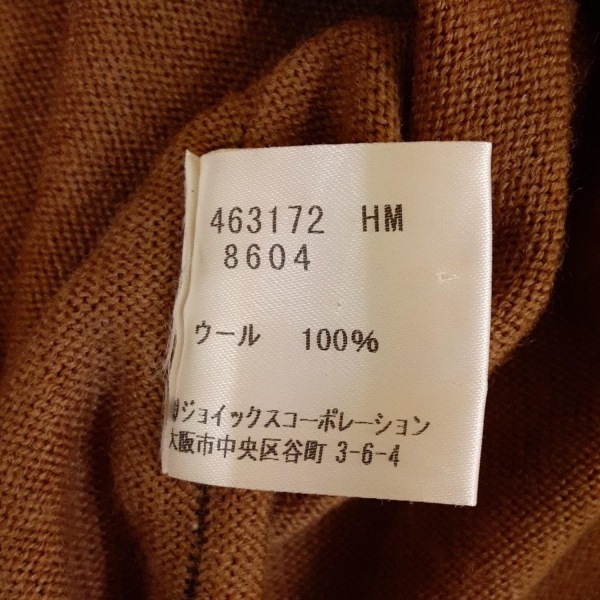 463172 HM
8604
ウール 100%
ジョイックスコーポレーション
大阪市中央区谷町 3-6-4